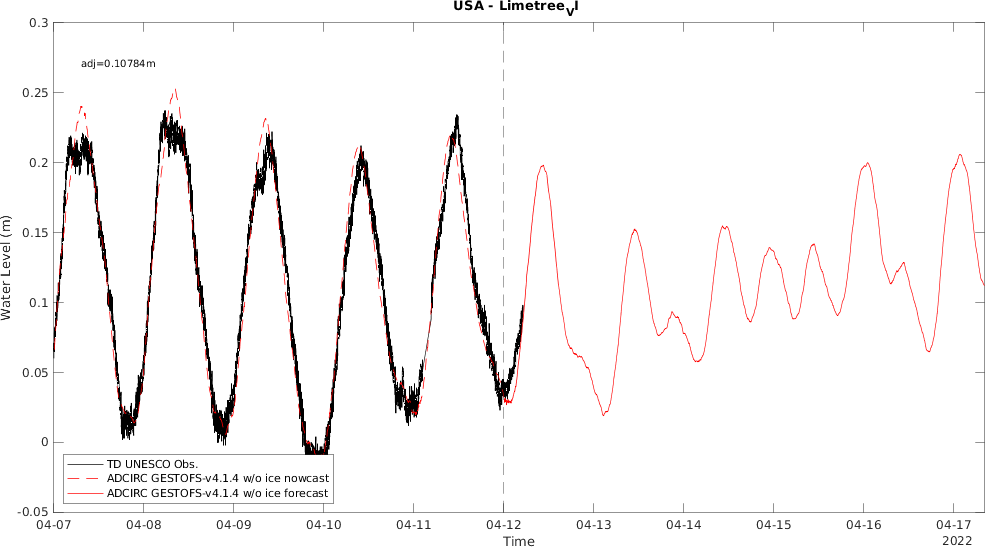 USA - Limetree_VI
0.3
adj=0.10784m
0.25
0.2
0.15
0.1
0.05
0
-0.05
Water Level (m)
TD UNESCO Obs.
ADCIRC GESTOFS-v4.1.4 w/o ice nowcast
ADCIRC GESTOFS-v4.1.4 w/o ice forecast
04-07 04-08 04-09 04-10 04-11 04-12 04-13 04-14 04-15 04-16 04-17
Time 2022